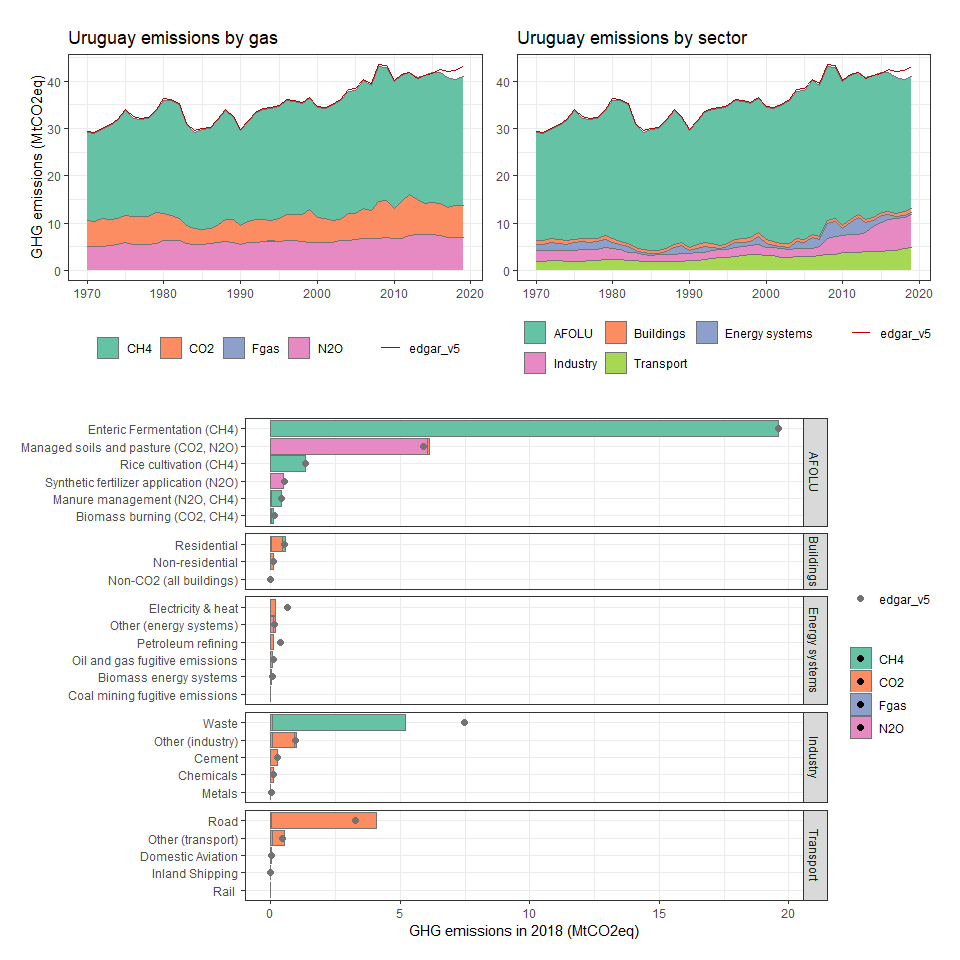 Uruguay emissions by gas
GHG emissions (MtCO2eq)
40
30
20
10
0
1970 1980 1990 2000 2010 2020
CH4 CO2 Fgas N2O edgar_v5
Uruguay emissions by sector
40
30
20
10
0
1970 1980 1990 2000 2010 2020
AFOLU Buildings Energy systems edgar_v5
Industry Transport
Enteric Fermentation (CH4)
Managed soils and pasture (CO2, N2O)
Rice cultivation (CH4)
Synthetic fertilizer application (N2O)
Manure management (N2O, CH4)
Biomass burning (CO2, CH4)
AFOLU
Residential
Non-residential
Non-CO2 (all buildings)
Buildings
Electricity & heat
Other (energy systems)
Petroleum refining
Oil and gas fugitive emissions
Biomass energy systems
Coal mining fugitive emissions
Energy systems
Waste
Other (industry)
Cement
Chemicals
Metals
Industry
Road
Other (transport)
Domestic Aviation
Inland Shipping
Rail
Transport
0 5 10 15 20
GHG emissions in 2018 (MtCO2eq)
edgar_v5
CH4
CO2
Fgas
N2O